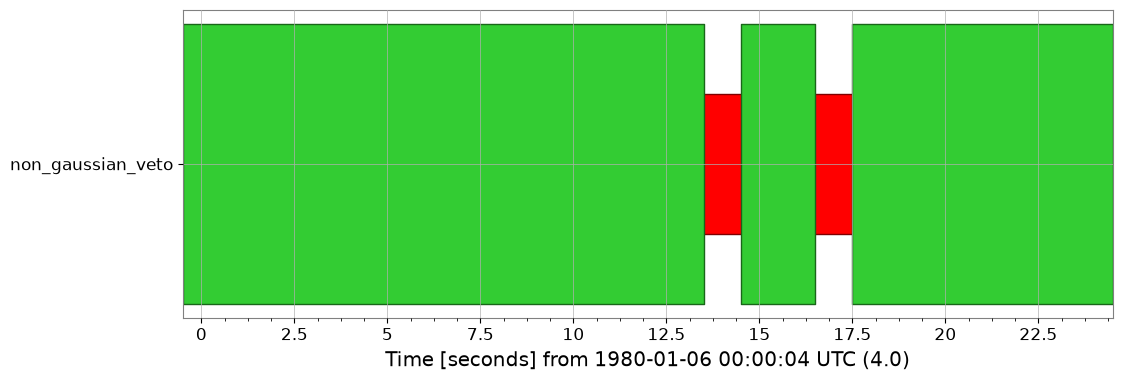 non_gaussian_veto
0 2.5 5 7.5 10 12.5 15 17.5 20 22.5
Time [seconds] from 1980-01-06 00:00:04 UTC (4.0)